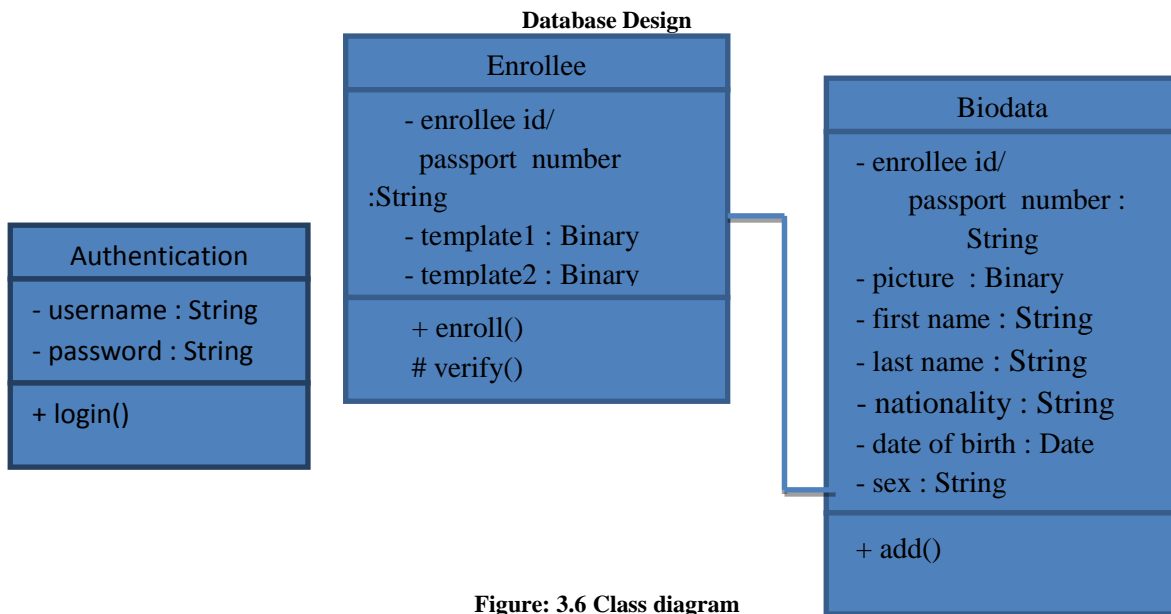 Database Design
Enrollee
- enrollee id/
passport number
:String
- template1 : Binary
- template2 : Binary
+ enroll()
# verify()
Biodata
- enrollee id/
passport number :
String
- picture : Binary
- first name : String
- last name : String
- nationality : String
- date of birth : Date
- sex : String
+ add()
Authentication
- username : String
- password : String
+ login()
Figure: 3.6 Class diagram